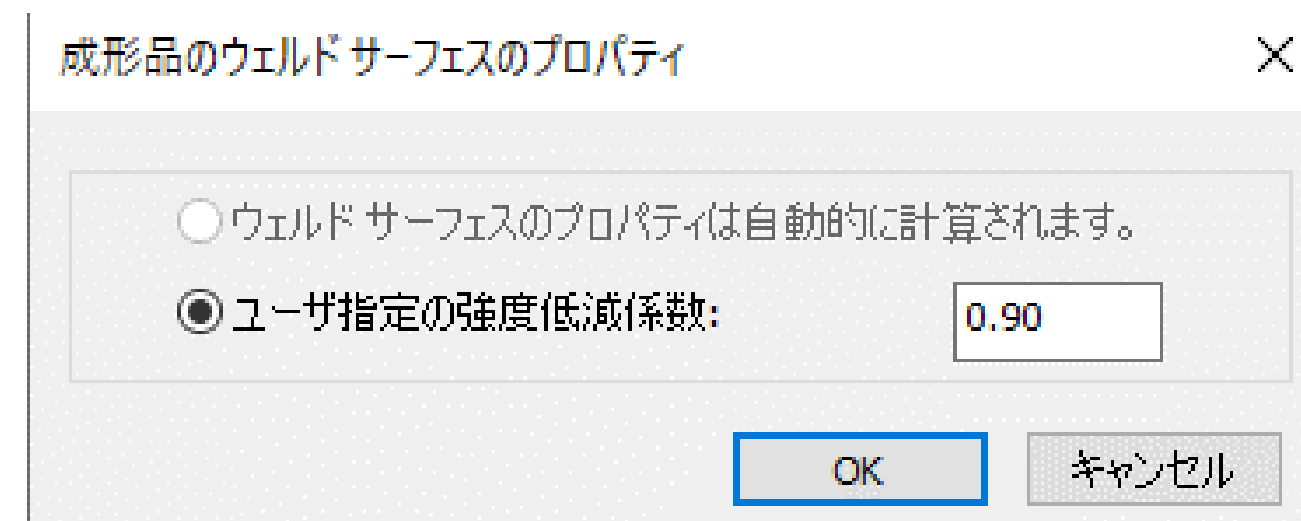 成形品のウェルド サーフェスのプロパティ
ウェルド サーフェスのプロパティは自動的に計算されます。
ユーザ指定の強度低減係数: 0.90
OK キャンセル